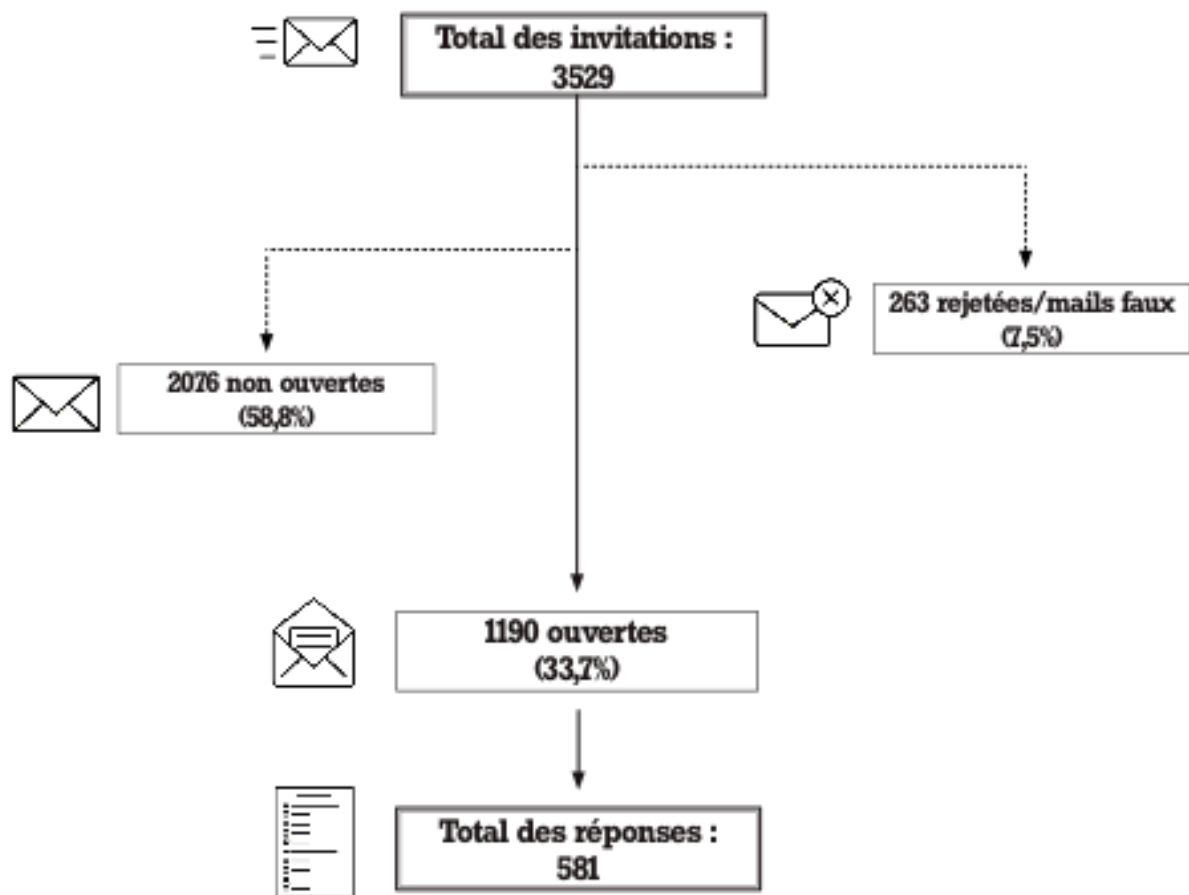 Total des invitations :
3529
263 rejetées/mails faux
(7,5%)
2076 non ouvertes
(58,8%)
1190 ouvertes
(33,7%)
Total des réponses :
581